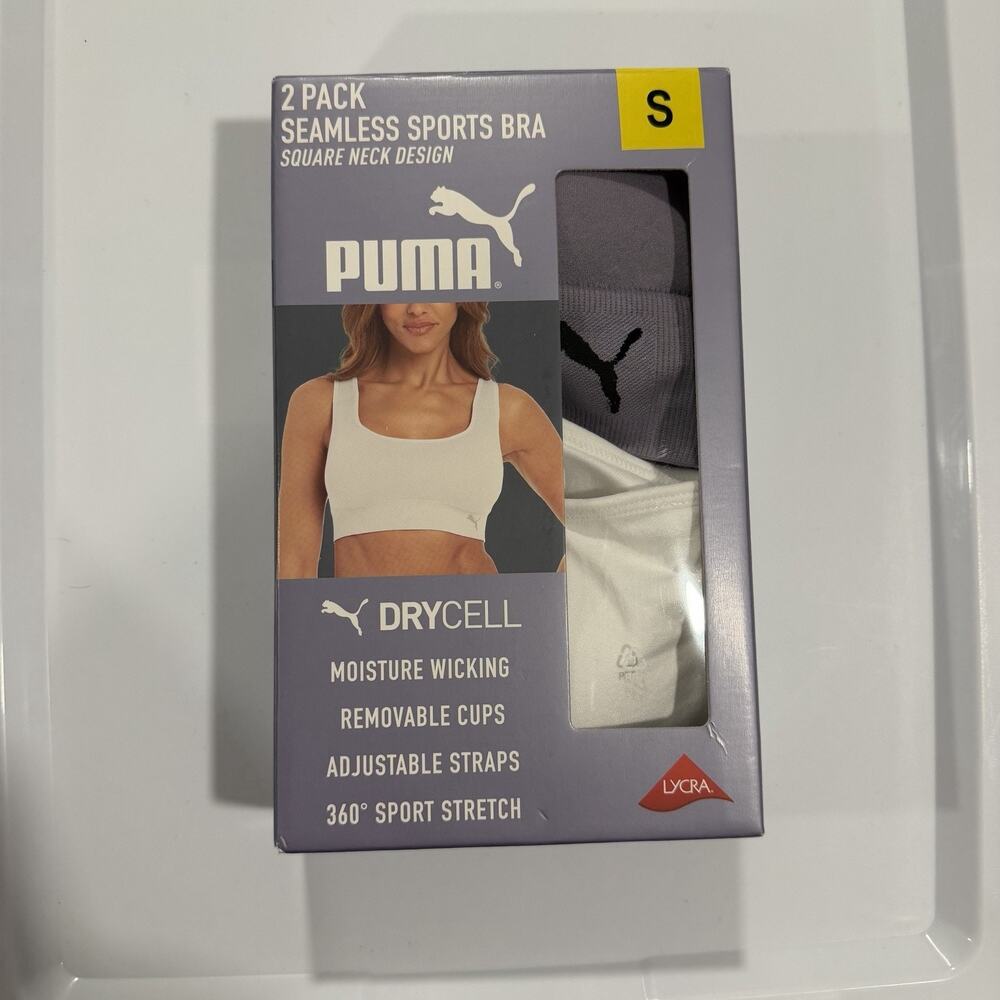 2 PACK
SEAMLESS SPORTS BRA
SQUARE NECK DESIGN
S
PUMA®
DRYCELL
MOISTURE WICKING
REMOVABLE CUPS
ADJUSTABLE STRAPS
360° SPORT STRETCH
LYCRA.